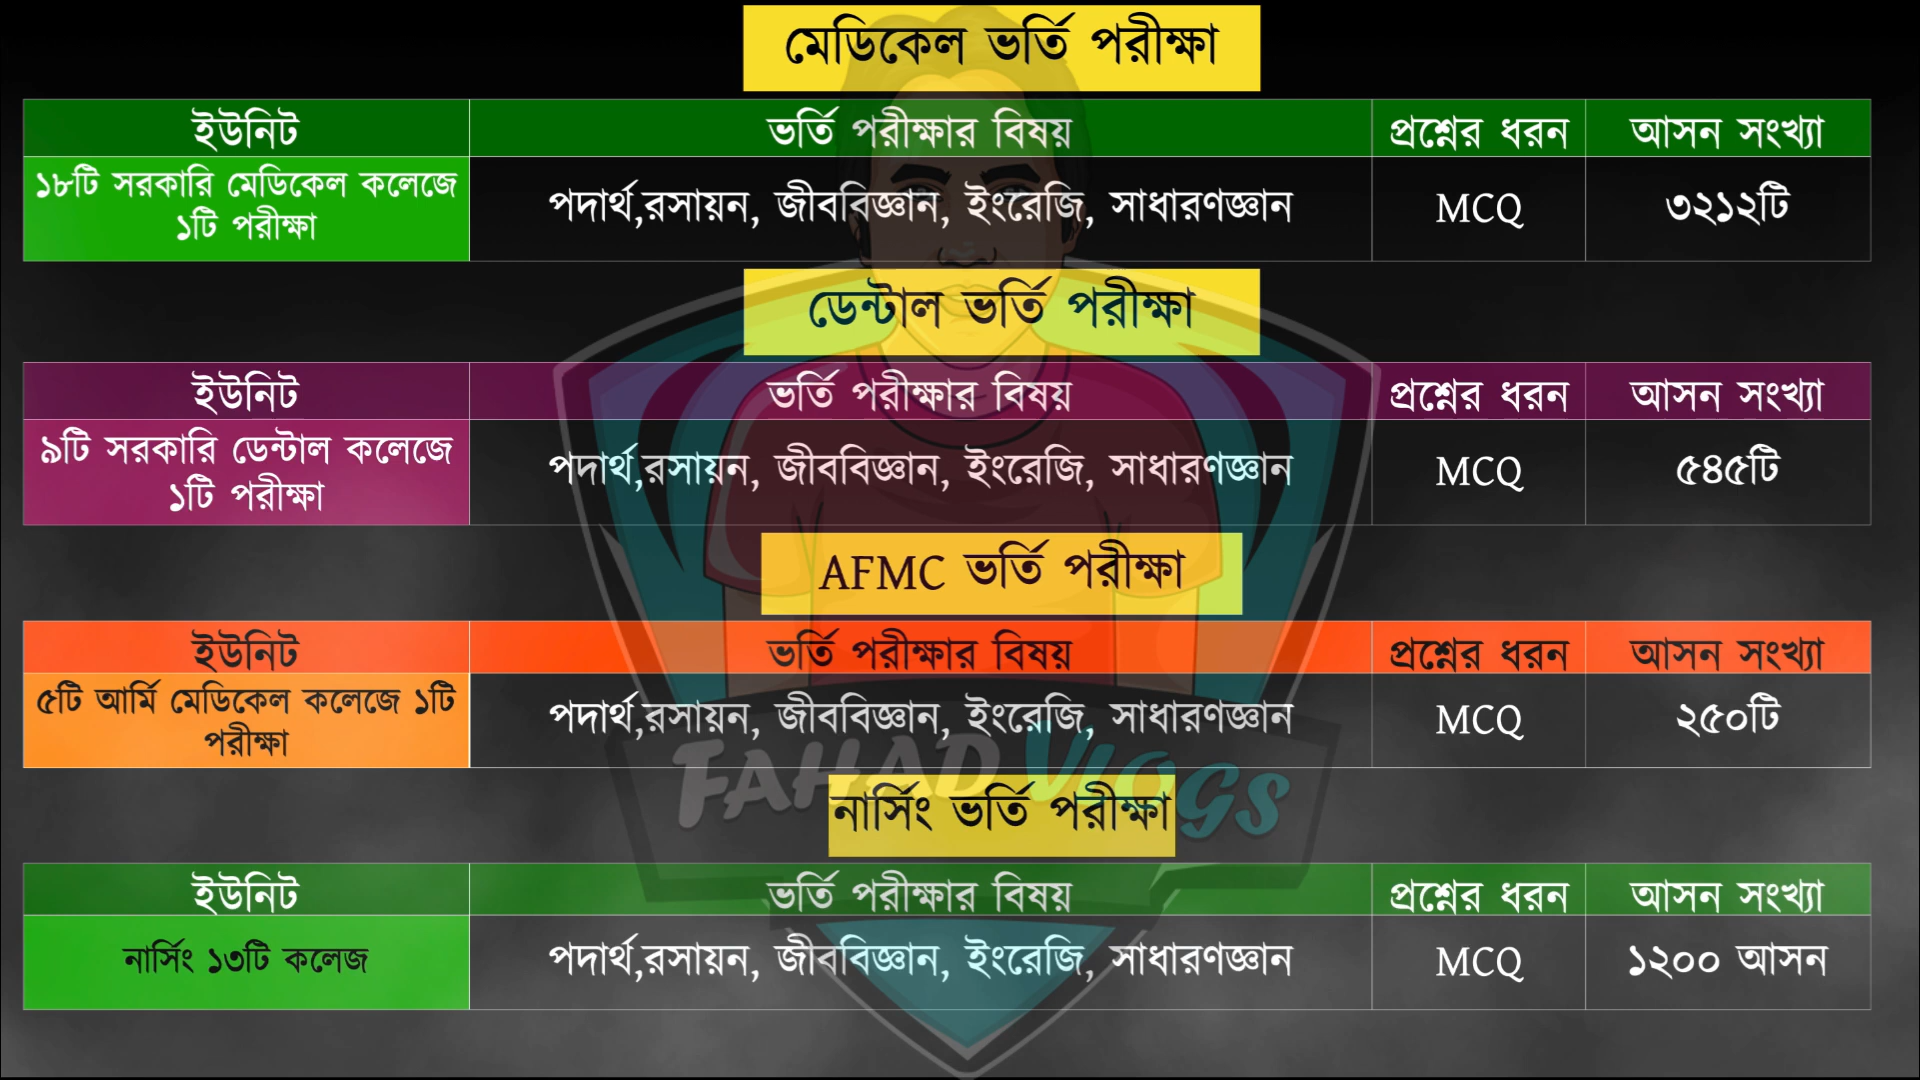 মেডিকেল ভর্তি পরীক্ষা
ইউনিট ভর্তি পরীক্ষার বিষয় প্রশ্নের ধরন আসন সংখ্যা
১৮টি সরকারি মেডিকেল কলেজে
১টি পরীক্ষা
পদার্থ,রসায়ন, জীববিজ্ঞান, ইংরেজি, সাধারণজ্ঞান MCQ ৩২১২টি
ডেন্টাল ভর্তি পরীক্ষা
ইউনিট ভর্তি পরীক্ষার বিষয় প্রশ্নের ধরন আসন সংখ্যা
৯টি সরকারি ডেন্টাল কলেজে
১টি পরীক্ষা
পদার্থ,রসায়ন, জীববিজ্ঞান, ইংরেজি, সাধারণজ্ঞান MCQ ৫৪৫টি
AFMC ভর্তি পরীক্ষা
ইউনিট ভর্তি পরীক্ষার বিষয় প্রশ্নের ধরন আসন সংখ্যা
৫টি আর্মি মেডিকেল কলেজে ১টি
পরীক্ষা
পদার্থ,রসায়ন, জীববিজ্ঞান, ইংরেজি, সাধারণজ্ঞান MCQ ২৫০টি
FAHAD VlOGS
নার্সিং ভর্তি পরীক্ষা
ইউনিট ভর্তি পরীক্ষার বিষয় প্রশ্নের ধরন আসন সংখ্যা
নার্সিং ১৩টি কলেজ পদার্থ,রসায়ন, জীববিজ্ঞান, ইংরেজি, সাধারণজ্ঞান MCQ ১২০০ আসন